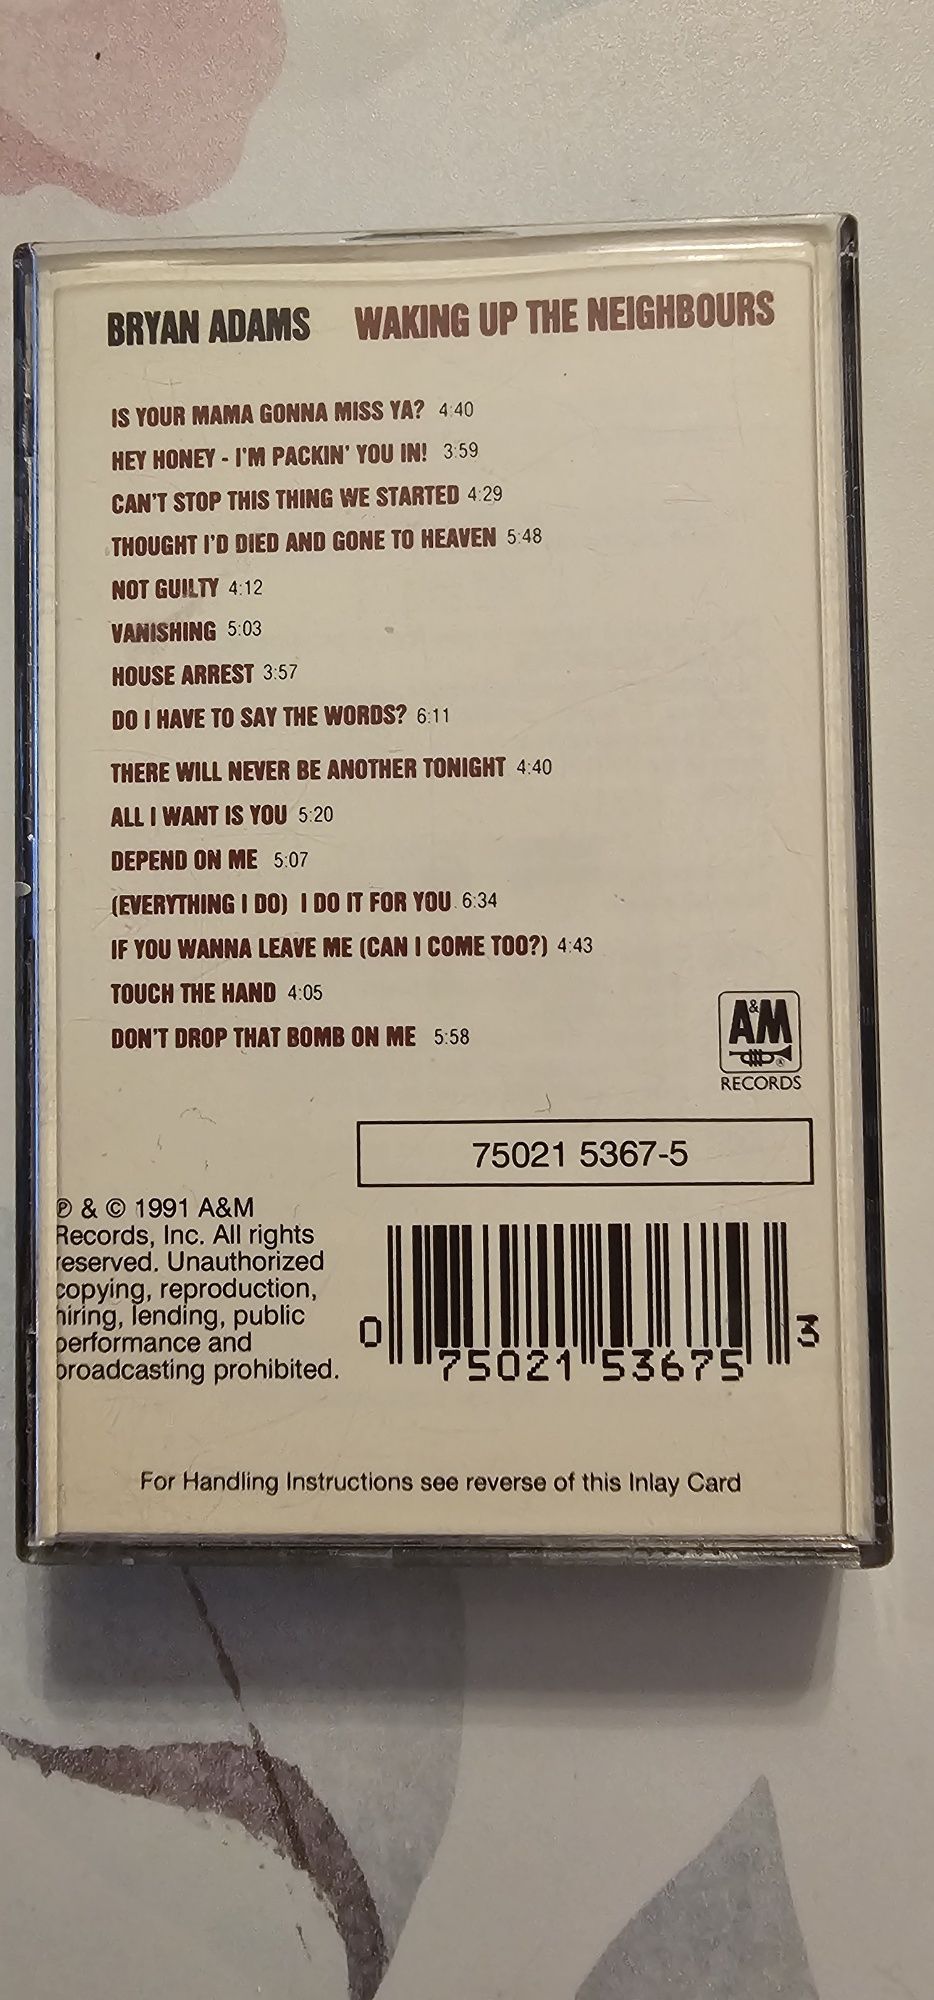 BRYAN ADAMS WAKING UP THE NEIGHBOURS
IS YOUR MAMA GONNA MISS YA? 4:40
HEY HONEY - I'M PACKIN' YOU IN! 3:59
CAN'T STOP THIS THING WE STARTED 4:29
THOUGHT I'D DIED AND GONE TO HEAVEN 5:48
NOT GUILTY 4:12
VANISHING 5:03
HOUSE ARREST 3:57
DO I HAVE TO SAY THE WORDS? 6:11
THERE WILL NEVER BE ANOTHER TONIGHT 4:40
ALL I WANT IS YOU 5:20
DEPEND ON ME 5:07
(EVERYTHING I DO) I DO IT FOR YOU 6:34
IF YOU WANNA LEAVE ME (CAN I COME TOO?) 4:43
TOUCH THE HAND 4:05
DON'T DROP THAT BOMB ON ME 5:58
A&M
®
RECORDS
75021 5367-5
℗ & © 1991 A&M
Records, Inc. All rights
reserved. Unauthorized
copying, reproduction,
hiring, lending, public
performance and
broadcasting prohibited.
0 75021 53675 3
For Handling Instructions see reverse of this Inlay Card